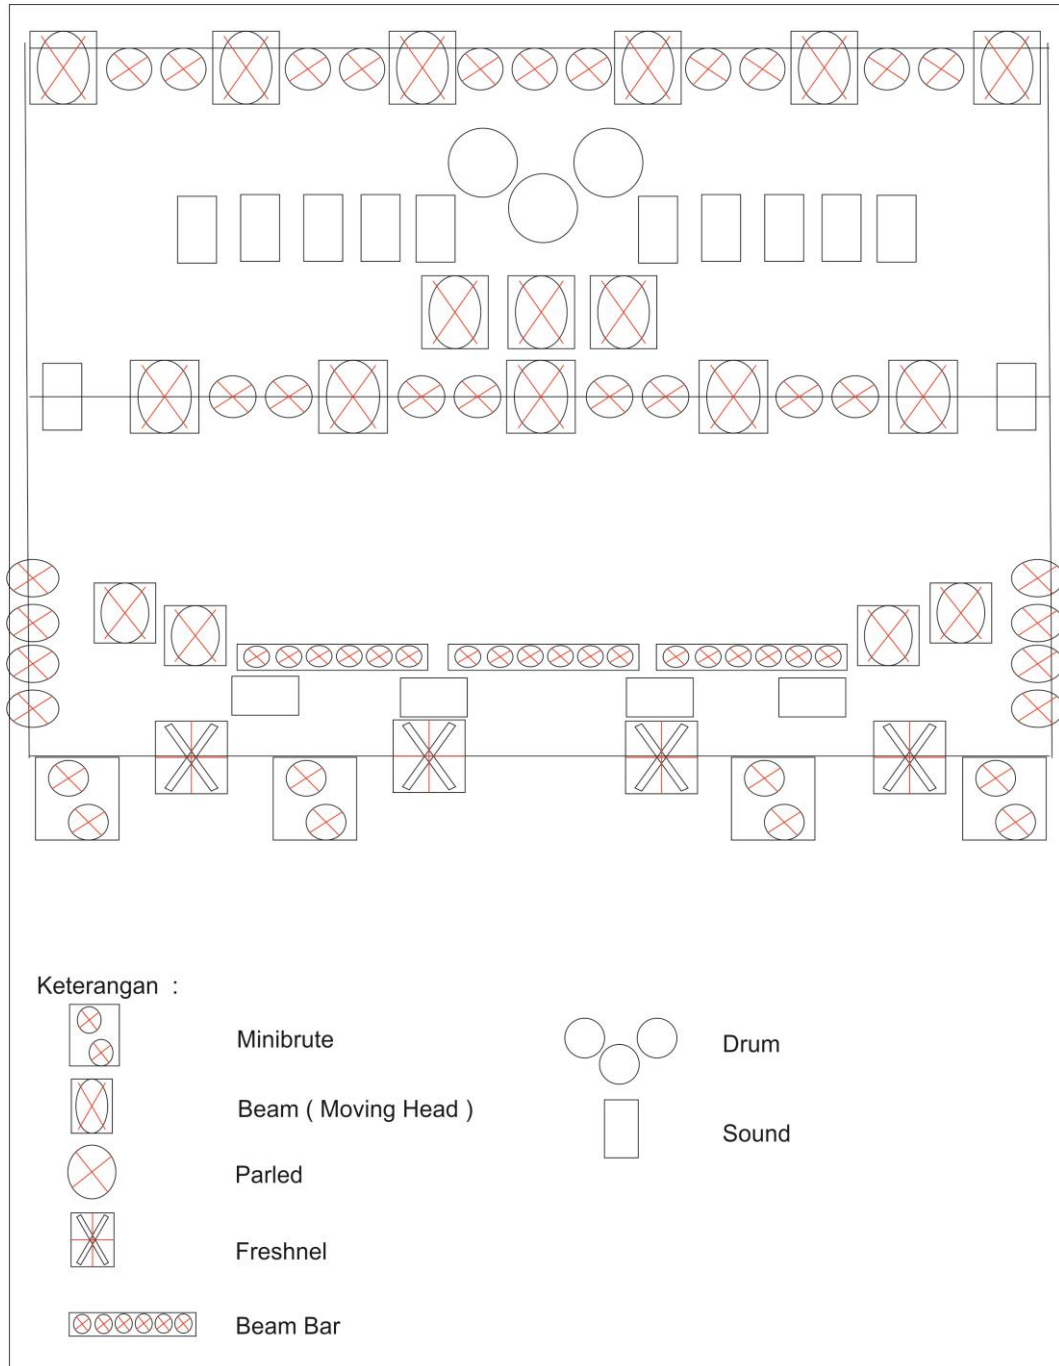 Keterangan :
Minibrute
Beam ( Moving Head )
Parled
Freshnel
Beam Bar
Drum
Sound